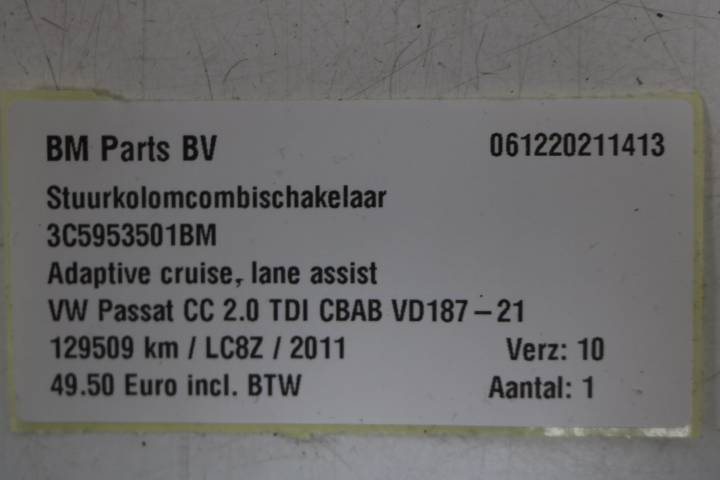 BM Parts BV 061220211413
Stuurkolomcombischakelaar
3C5953501BM
Adaptive cruise, lane assist
VW Passat CC 2.0 TDI CBAB VD187-21
129509 km / LC8Z / 2011 Verz: 10
49.50 Euro incl. BTW Aantal: 1